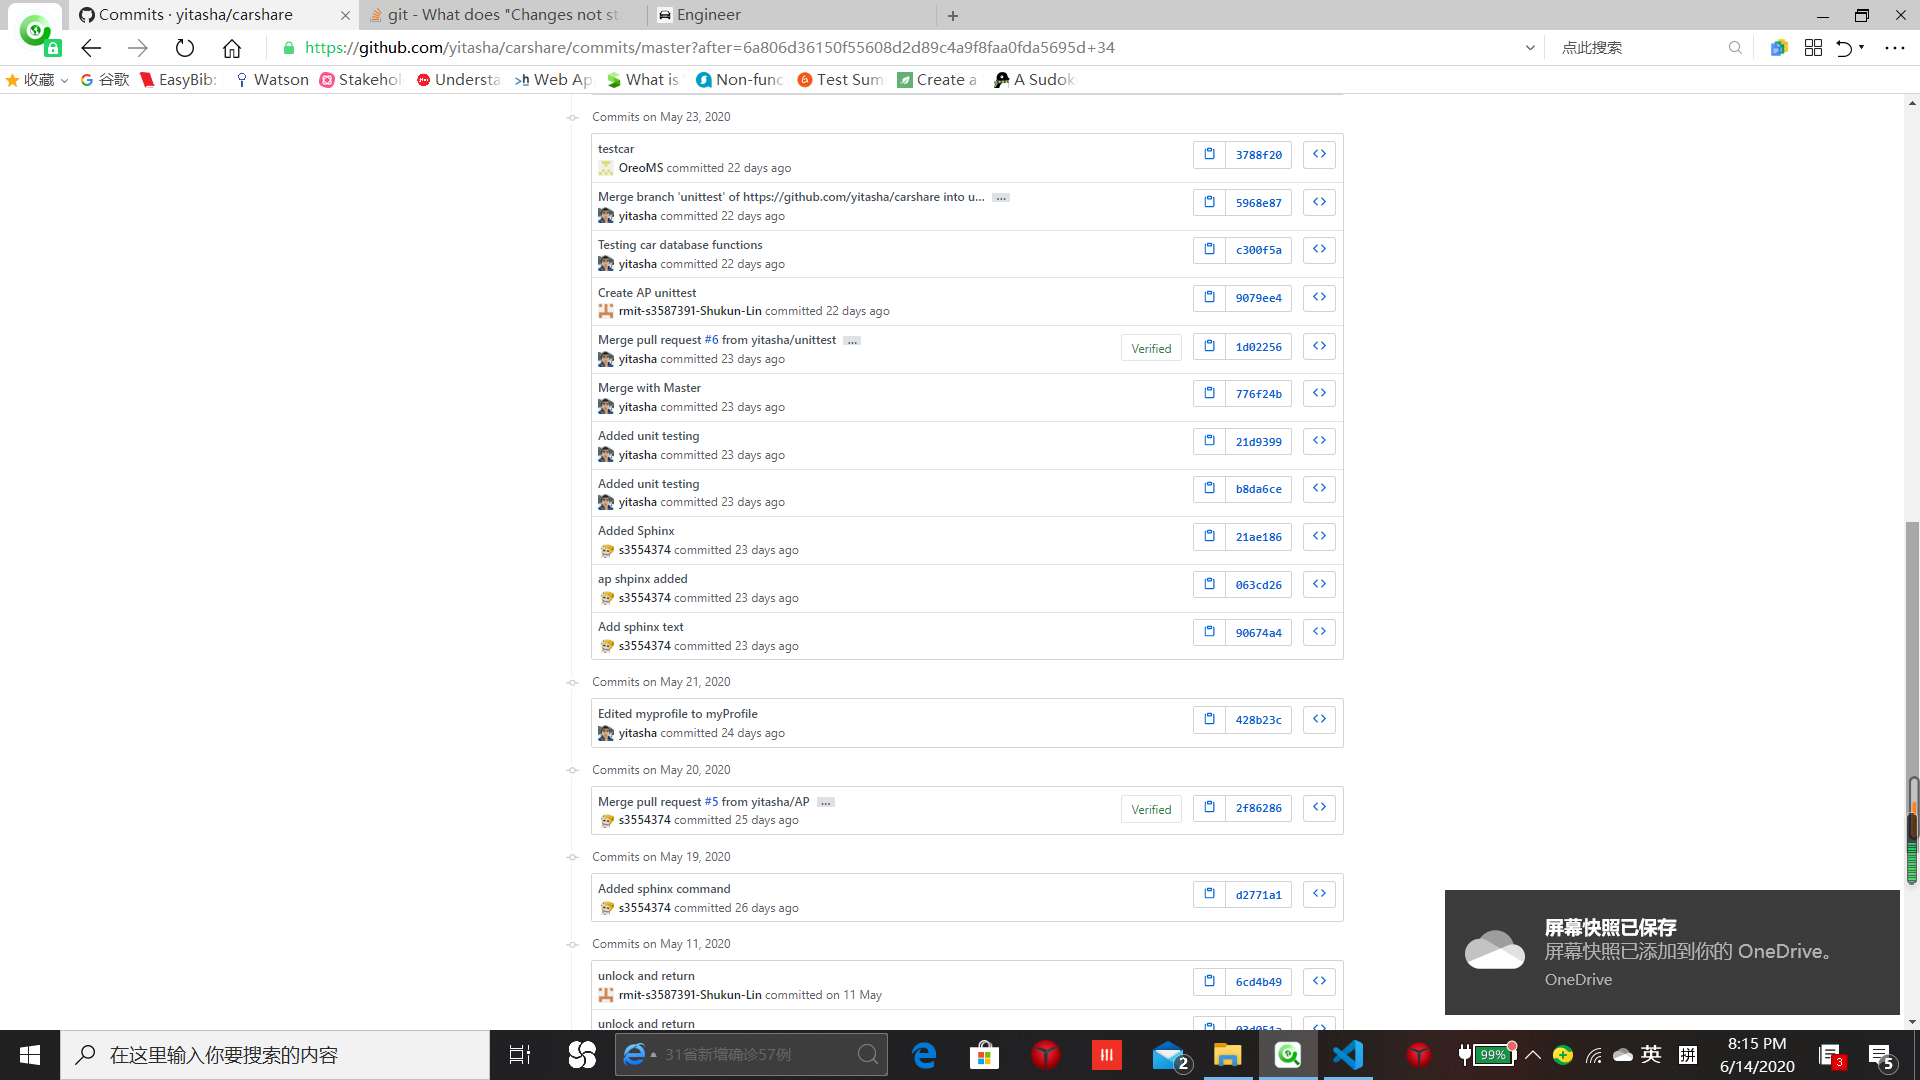 Commits · yitasha/carshare
git - What does "Changes not st
Engineer
https://github.com/yitasha/carshare/commits/master?after=6a806d36150f55608d2d89c4a9f8faa0fda5695d+34
点此搜索
收藏
谷歌
EasyBib:
Watson
Stakehol
Understa
Web Ap
What is
Non-func
Test Sum
Create a
A Sudok
Commits on May 23, 2020
testcar
OreoMS committed 22 days ago
3788f20
Merge branch 'unittest' of https://github.com/yitasha/carshare into u... …
yitasha committed 22 days ago
5968e87
Testing car database functions
yitasha committed 22 days ago
c300f5a
Create AP unittest
rmit-s3587391-Shukun-Lin committed 22 days ago
9079ee4
Merge pull request #6 from yitasha/unittest …
yitasha committed 23 days ago
Verified
1d02256
Merge with Master
yitasha committed 23 days ago
776f24b
Added unit testing
yitasha committed 23 days ago
21d9399
Added unit testing
yitasha committed 23 days ago
b8da6ce
Added Sphinx
s3554374 committed 23 days ago
21ae186
ap shpinx added
s3554374 committed 23 days ago
063cd26
Add sphinx text
s3554374 committed 23 days ago
90674a4
Commits on May 21, 2020
Edited myprofile to myProfile
yitasha committed 24 days ago
428b23c
Commits on May 20, 2020
Merge pull request #5 from yitasha/AP …
s3554374 committed 25 days ago
Verified
2f86286
Commits on May 19, 2020
Added sphinx command
s3554374 committed 26 days ago
d2771a1
Commits on May 11, 2020
unlock and return
rmit-s3587391-Shukun-Lin committed on 11 May
6cd4b49
unlock and return
屏幕快照已保存
屏幕快照已添加到你的 OneDrive。
OneDrive
在这里输入你要搜索的内容
31省新增确诊57例
2
99%
英
拼
8:15 PM
6/14/2020
3
5